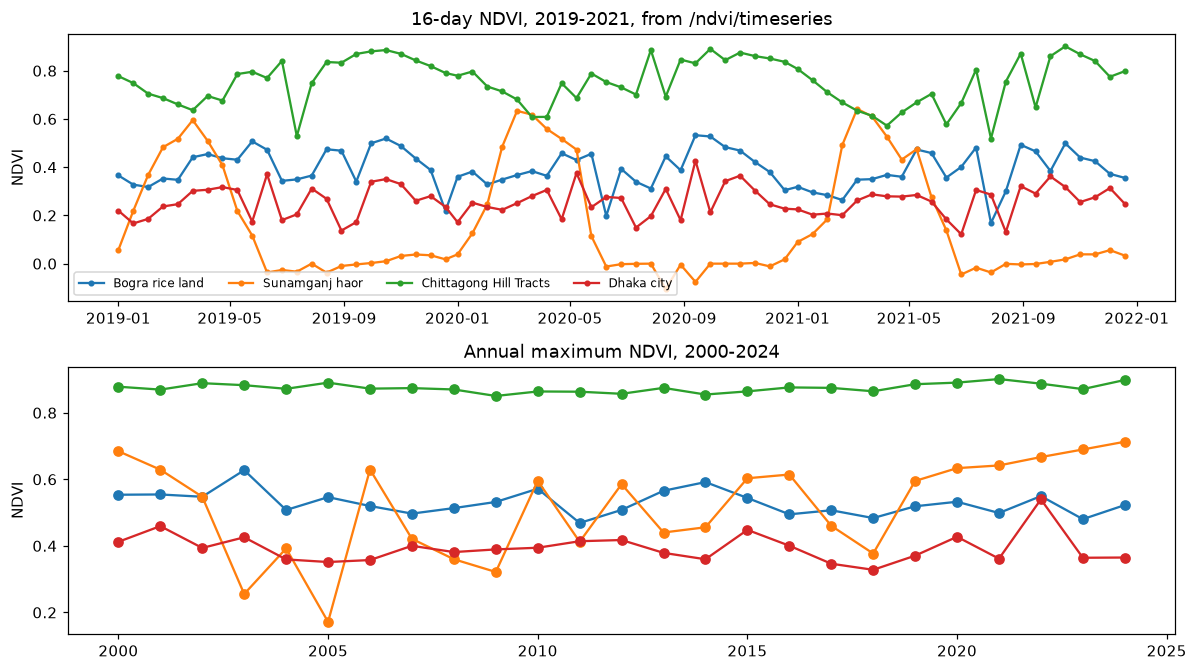 16-day NDVI, 2019-2021, from /ndvi/timeseries
NDVI
0.8
0.6
0.4
0.2
0.0
Bogra rice land Sunamganj haor Chittagong Hill Tracts Dhaka city
2019-01 2019-05 2019-09 2020-01 2020-05 2020-09 2021-01 2021-05 2021-09 2022-01
Annual maximum NDVI, 2000-2024
NDVI
0.8
0.6
0.4
0.2
2000 2005 2010 2015 2020 2025